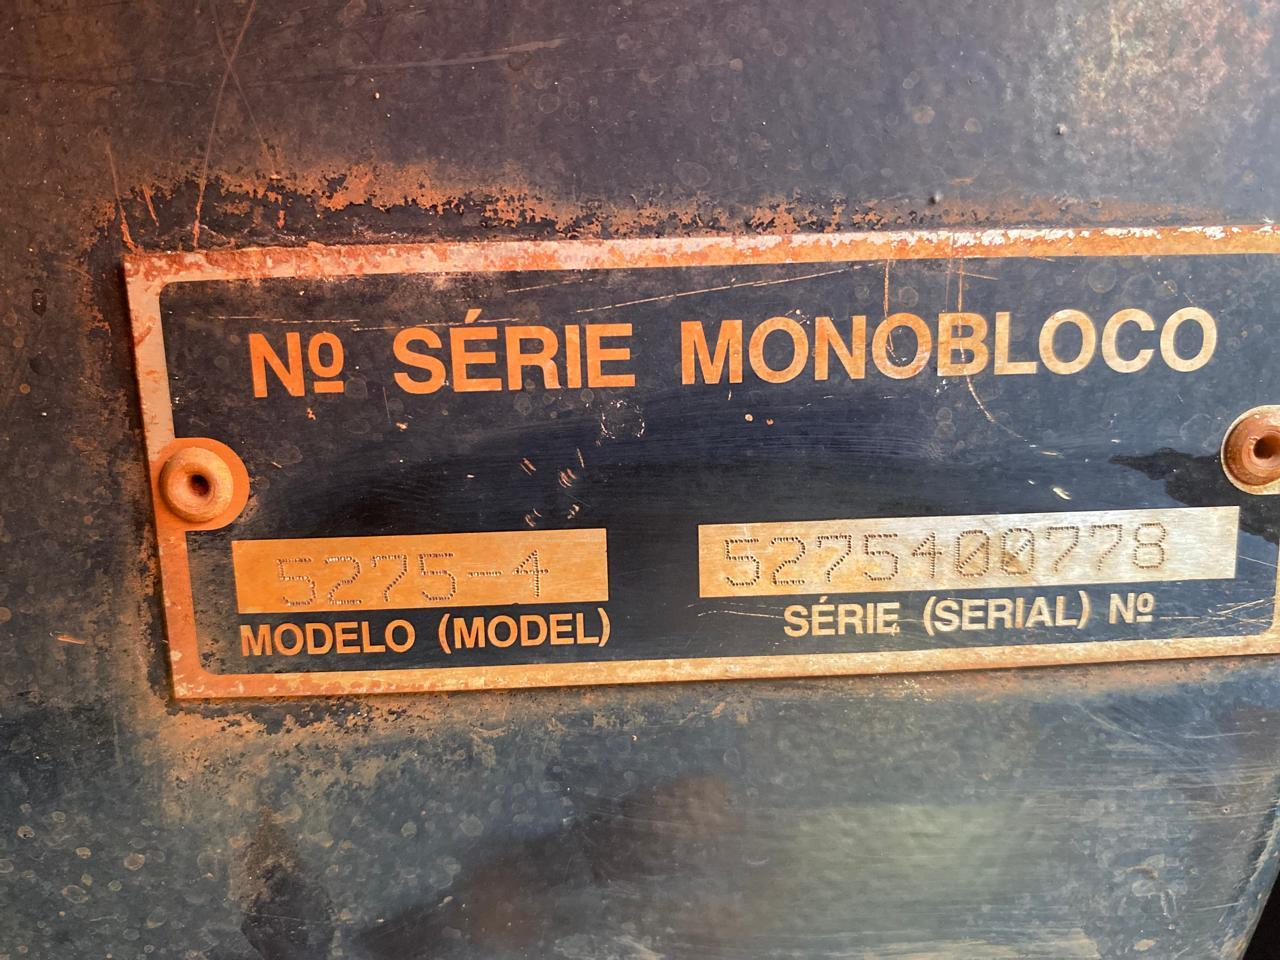 Nº SÉRIE MONOBLOCO
5275-4 5275400778
MODELO (MODEL) SÉRIE (SERIAL) Nº